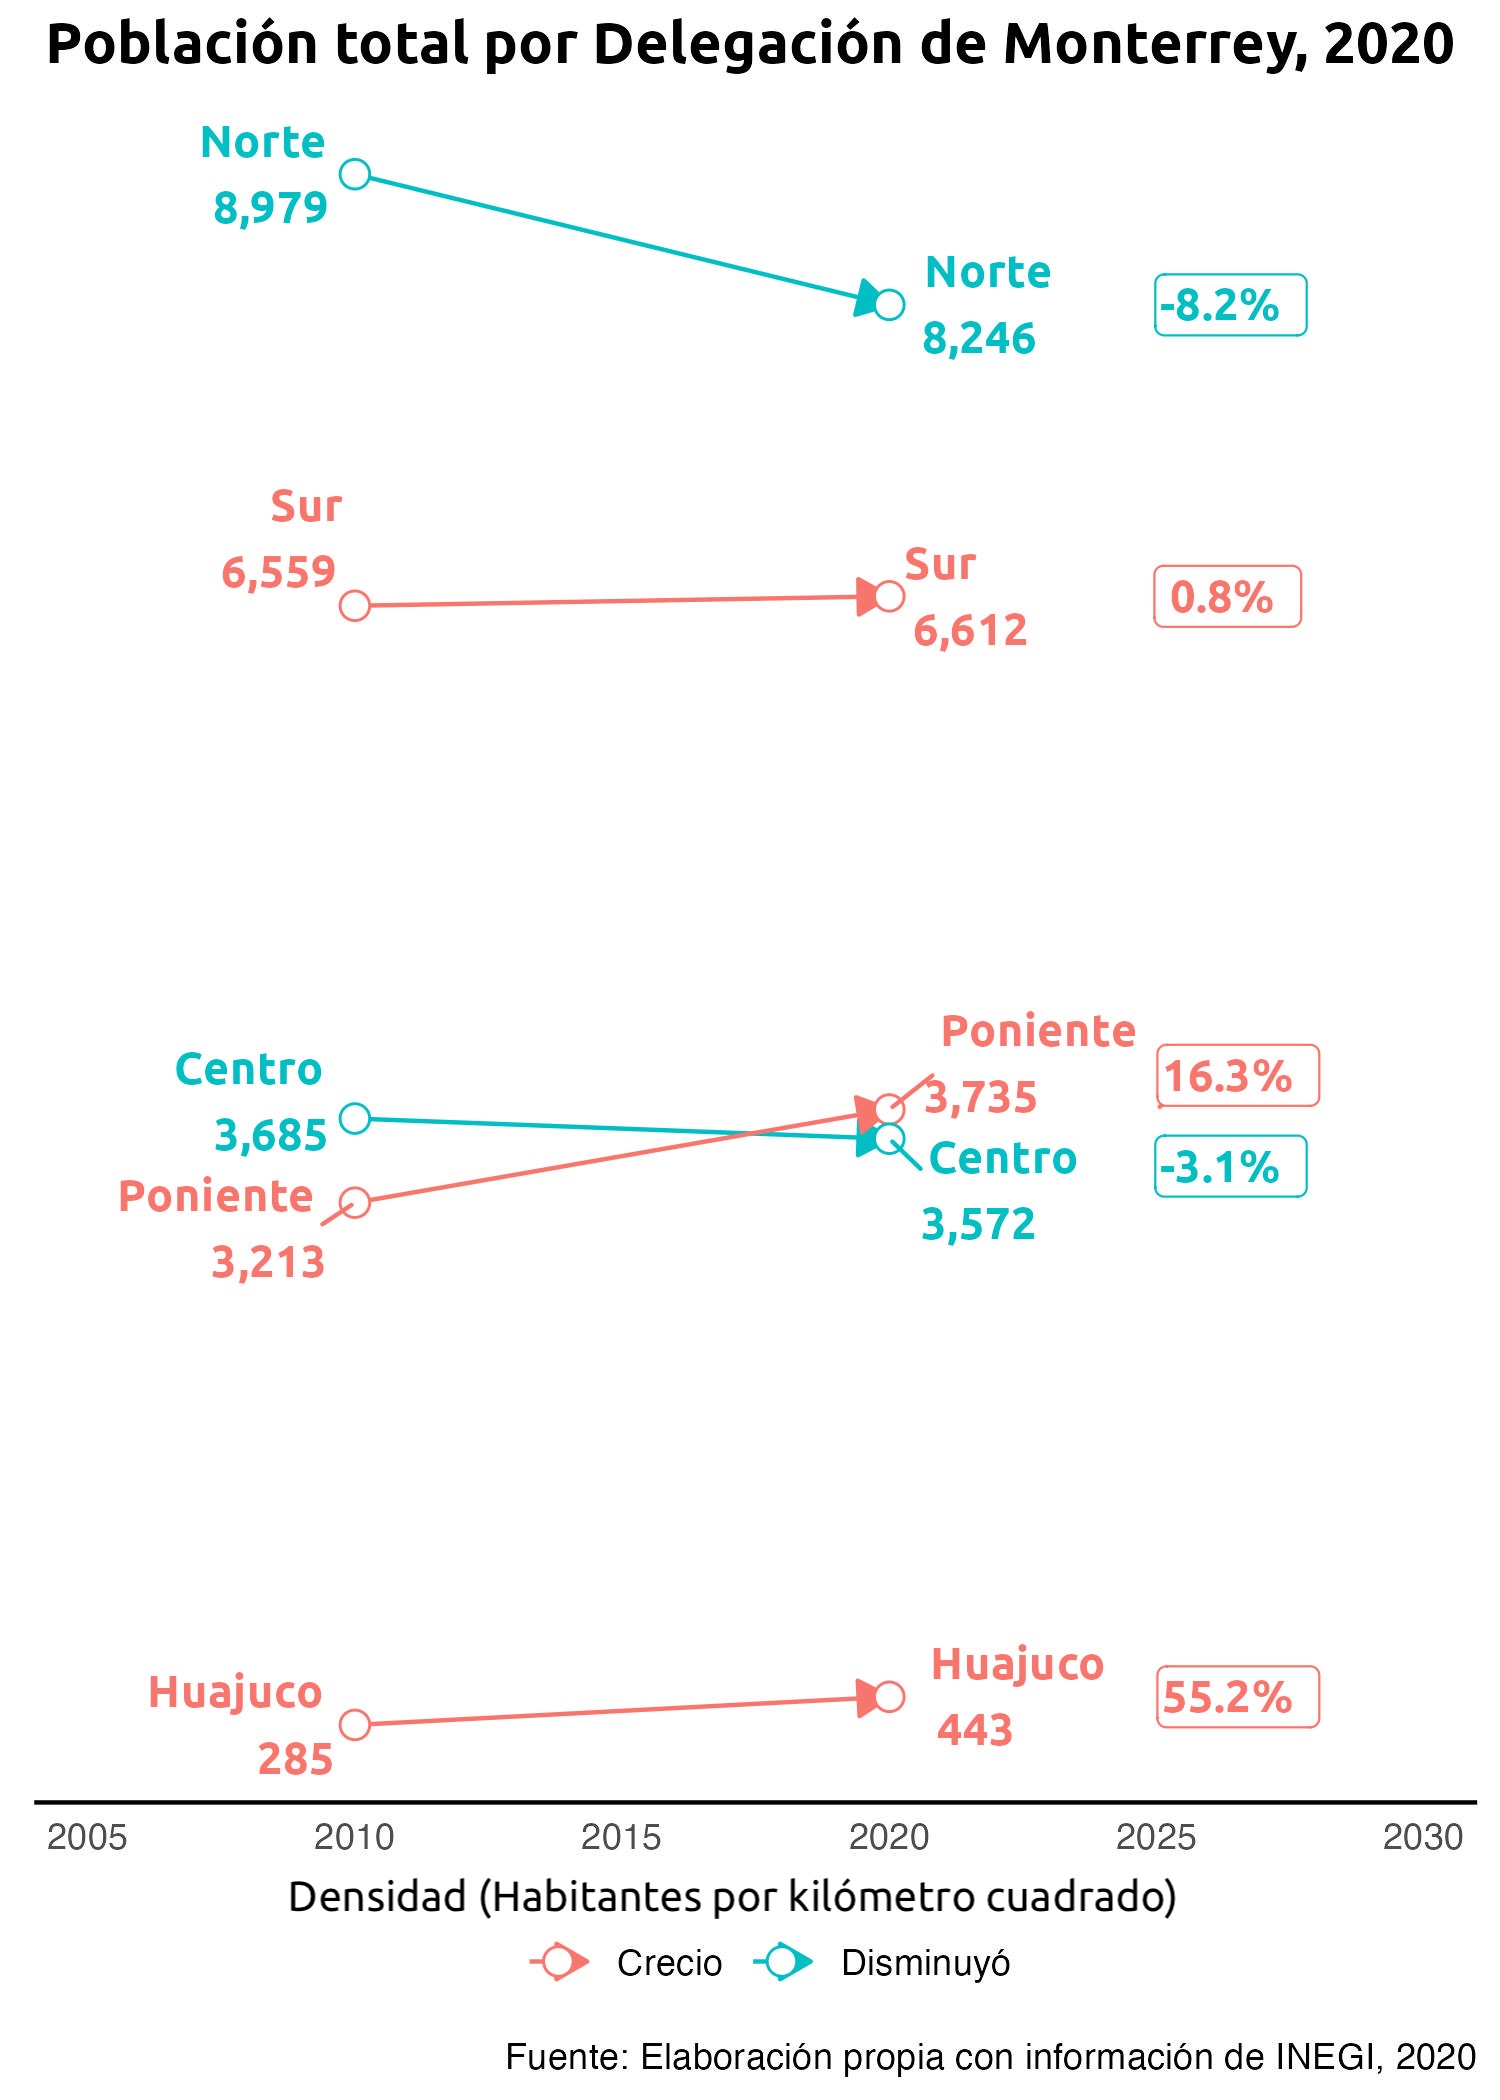 Población total por Delegación de Monterrey, 2020
Norte
8,979
Norte
8,246
-8.2%
Sur
6,559
Sur
6,612
0.8%
Poniente
3,735
16.3%
Centro
3,685
Centro
3,572
-3.1%
Poniente
3,213
Huajuco
285
Huajuco
443
55.2%
2005 2010 2015 2020 2025 2030
Densidad (Habitantes por kilómetro cuadrado)
Crecio Disminuyó
Fuente: Elaboración propia con información de INEGI, 2020